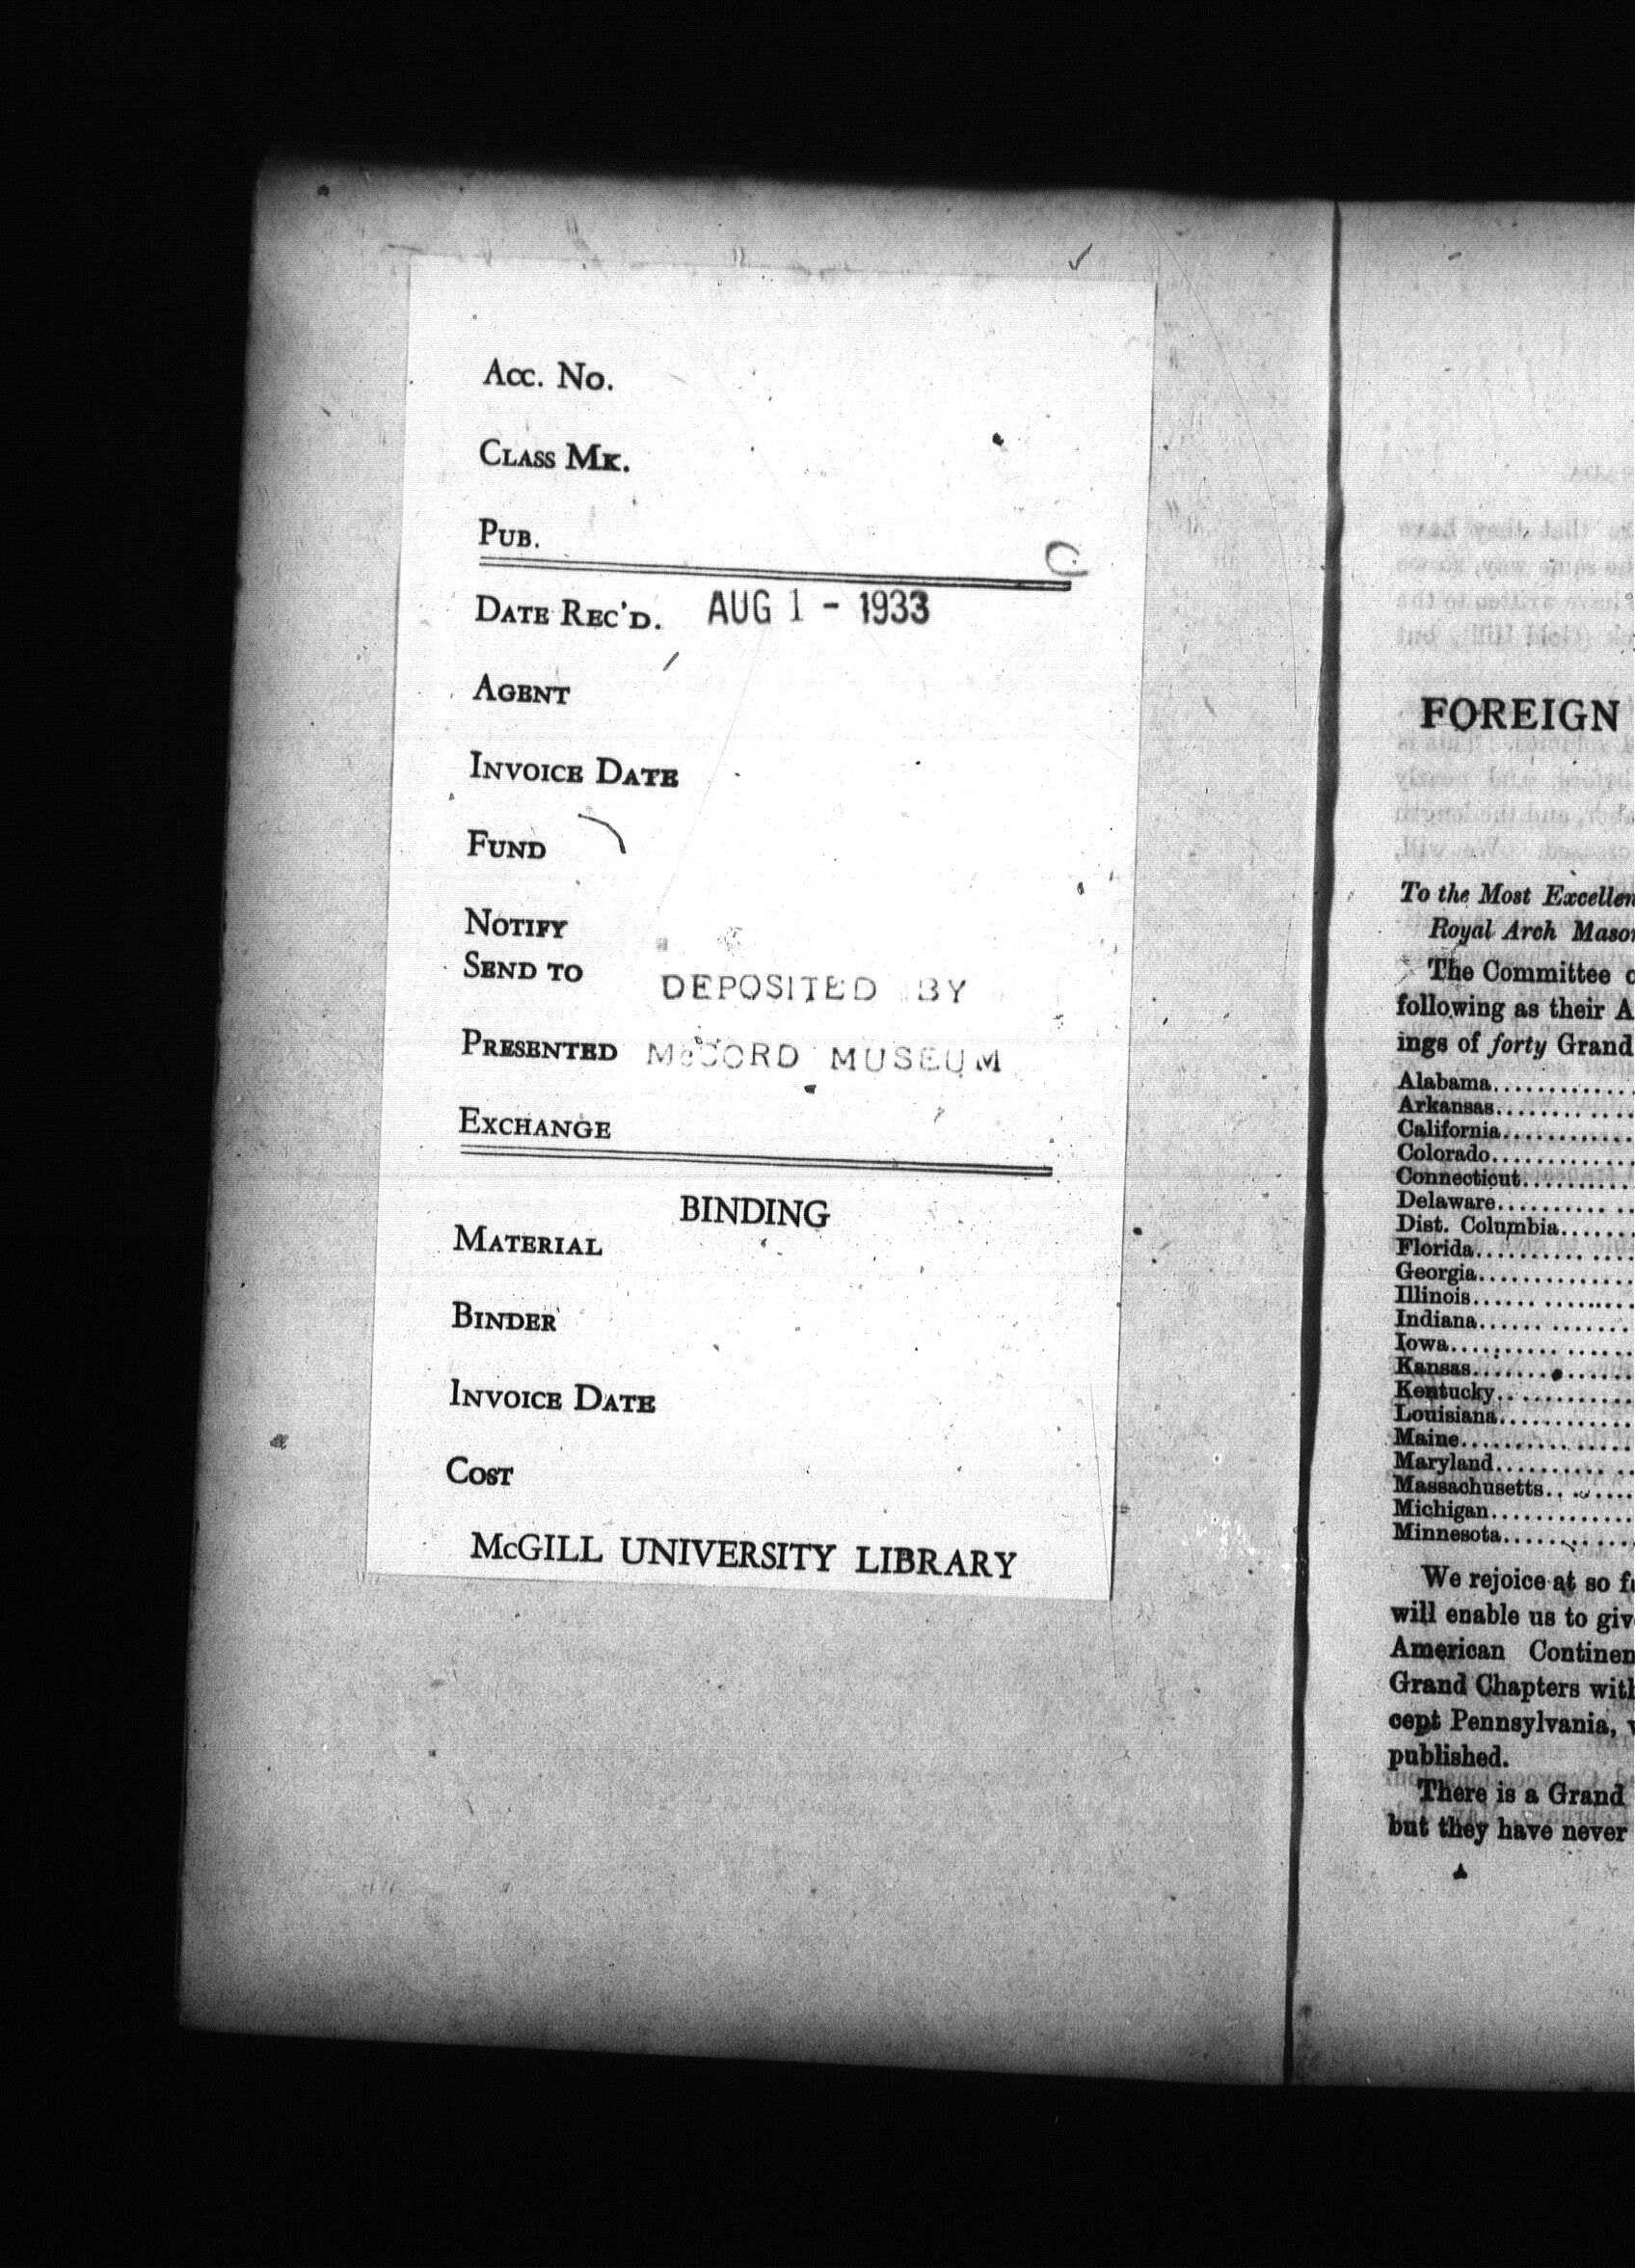 Acc. No.
Class Mk.
Pub.
Date Rec'd. AUG 1 - 1933
Agent
Invoice Date
Fund
Notify
Send to
DEPOSITED BY
Presented McCORD MUSEUM
Exchange
BINDING
Material
Binder
Invoice Date
Cost
McGILL UNIVERSITY LIBRARY
FOREIGN
To the Most Excellen
Royal Arch Mason
The Committee o
following as their A
ings of forty Grand
Alabama
Arkansas
California
Colorado
Connecticut
Delaware
Dist. Columbia
Florida
Georgia
Illinois
Indiana
Iowa
Kansas
Kentucky
Louisiana
Maine
Maryland
Massachusetts
Michigan
Minnesota
We rejoice at so f
will enable us to giv
American Continen
Grand Chapters with
cept Pennsylvania,
published.
There is a Grand
but they have never